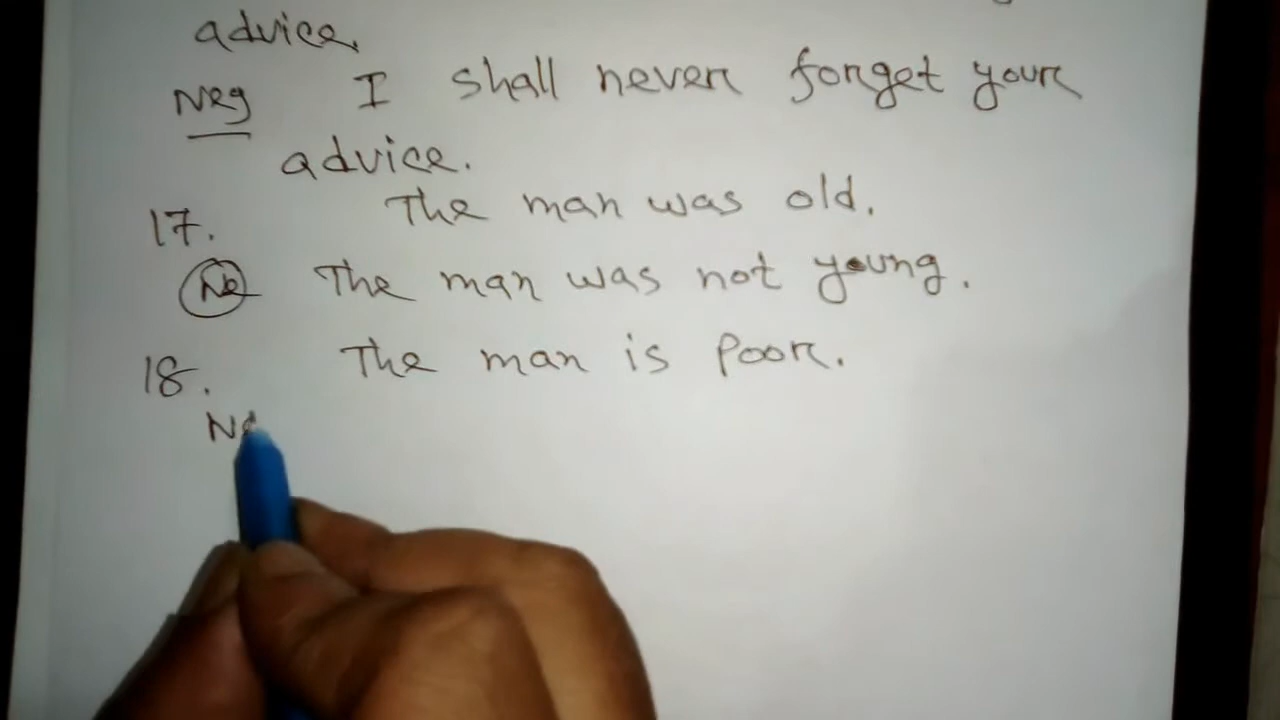 advice,
Neg I shall never forget your
advice.
17. The man was old.
Ne The man was not young.
18. The man is Poor.
Ne